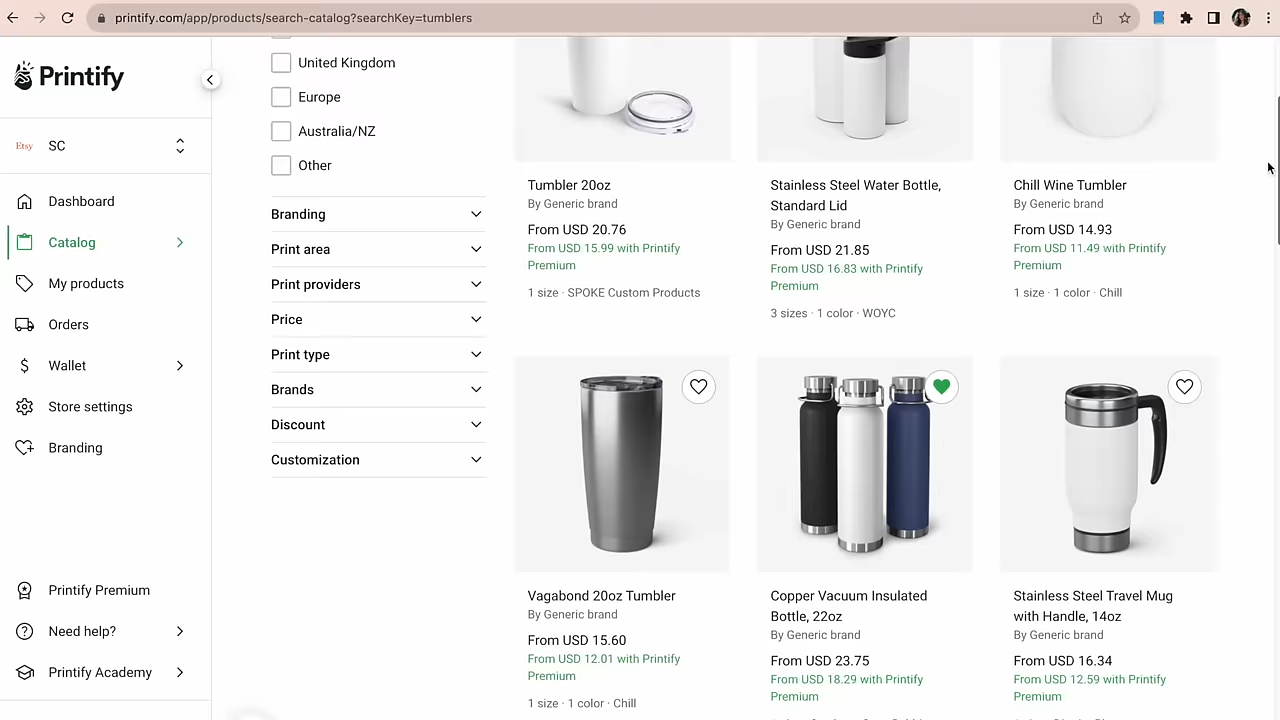 printify.com/app/products/search-catalog?searchKey=tumblers
Printify
Etsy SC
Dashboard
Catalog
My products
Orders
Wallet
Store settings
Branding
Printify Premium
Need help?
Printify Academy
United Kingdom
Europe
Australia/NZ
Other
Branding
Print area
Print providers
Price
Print type
Brands
Discount
Customization
Tumbler 20oz
By Generic brand
From USD 20.76
From USD 15.99 with Printify
Premium
1 size · SPOKE Custom Products
Stainless Steel Water Bottle,
Standard Lid
By Generic brand
From USD 21.85
From USD 16.83 with Printify
Premium
3 sizes · 1 color · WOYC
Chill Wine Tumbler
By Generic brand
From USD 14.93
From USD 11.49 with Printify
Premium
1 size · 1 color · Chill
Vagabond 20oz Tumbler
By Generic brand
From USD 15.60
From USD 12.01 with Printify
Premium
1 size · 1 color · Chill
Copper Vacuum Insulated
Bottle, 22oz
By Generic brand
From USD 23.75
From USD 18.29 with Printify
Premium
Stainless Steel Travel Mug
with Handle, 14oz
By Generic brand
From USD 16.34
From USD 12.59 with Printify
Premium